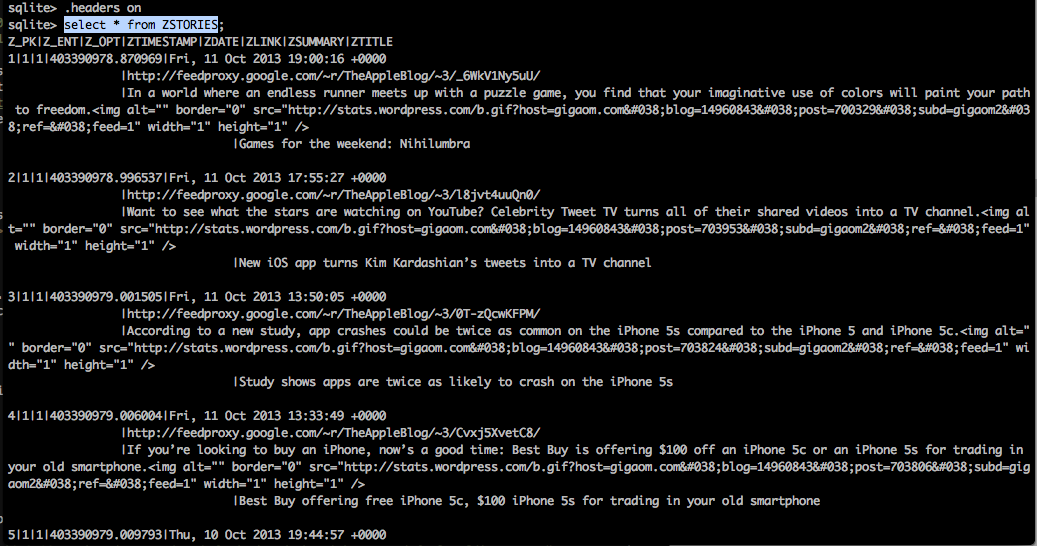 sqlite> .headers on
sqlite> select * from ZSTORIES;
Z_PK|Z_ENT|Z_OPT|ZTIMESTAMP|ZDATE|ZLINK|ZSUMMARY|ZTITLE
1|1|1|403390978.870969|Fri, 11 Oct 2013 19:00:16 +0000
|http://feedproxy.google.com/~r/TheAppleBlog/~3/_6WkV1Ny5uU/
|In a world where an endless runner meets up with a puzzle game, you find that your imaginative use of colors will paint your path
to freedom.<img alt="" border="0" src="http://stats.wordpress.com/b.gif?host=gigaom.com&#038;blog=14960843&#038;post=700329&#038;subd=gigaom2&#03
8;ref=&#038;feed=1" width="1" height="1" />
|Games for the weekend: Nihilumbra
2|1|1|403390978.996537|Fri, 11 Oct 2013 17:55:27 +0000
|http://feedproxy.google.com/~r/TheAppleBlog/~3/l8jvt4uuQn0/
|Want to see what the stars are watching on YouTube? Celebrity Tweet TV turns all of their shared videos into a TV channel.<img al
t="" border="0" src="http://stats.wordpress.com/b.gif?host=gigaom.com&#038;blog=14960843&#038;post=703953&#038;subd=gigaom2&#038;ref=&#038;feed=1"
width="1" height="1" />
|New iOS app turns Kim Kardashian’s tweets into a TV channel
3|1|1|403390979.001505|Fri, 11 Oct 2013 13:50:05 +0000
|http://feedproxy.google.com/~r/TheAppleBlog/~3/0T-zQcwKFPM/
|According to a new study, app crashes could be twice as common on the iPhone 5s compared to the iPhone 5 and iPhone 5c.<img alt="
" border="0" src="http://stats.wordpress.com/b.gif?host=gigaom.com&#038;blog=14960843&#038;post=703824&#038;subd=gigaom2&#038;ref=&#038;feed=1" wi
dth="1" height="1" />
|Study shows apps are twice as likely to crash on the iPhone 5s
4|1|1|403390979.006004|Fri, 11 Oct 2013 13:33:49 +0000
|http://feedproxy.google.com/~r/TheAppleBlog/~3/Cvxj5XvetC8/
|If you’re looking to buy an iPhone, now’s a good time: Best Buy is offering $100 off an iPhone 5c or an iPhone 5s for trading in
your old smartphone.<img alt="" border="0" src="http://stats.wordpress.com/b.gif?host=gigaom.com&#038;blog=14960843&#038;post=703806&#038;subd=gig
aom2&#038;ref=&#038;feed=1" width="1" height="1" />
|Best Buy offering free iPhone 5c, $100 iPhone 5s for trading in your old smartphone
5|1|1|403390979.009793|Thu, 10 Oct 2013 19:44:57 +0000